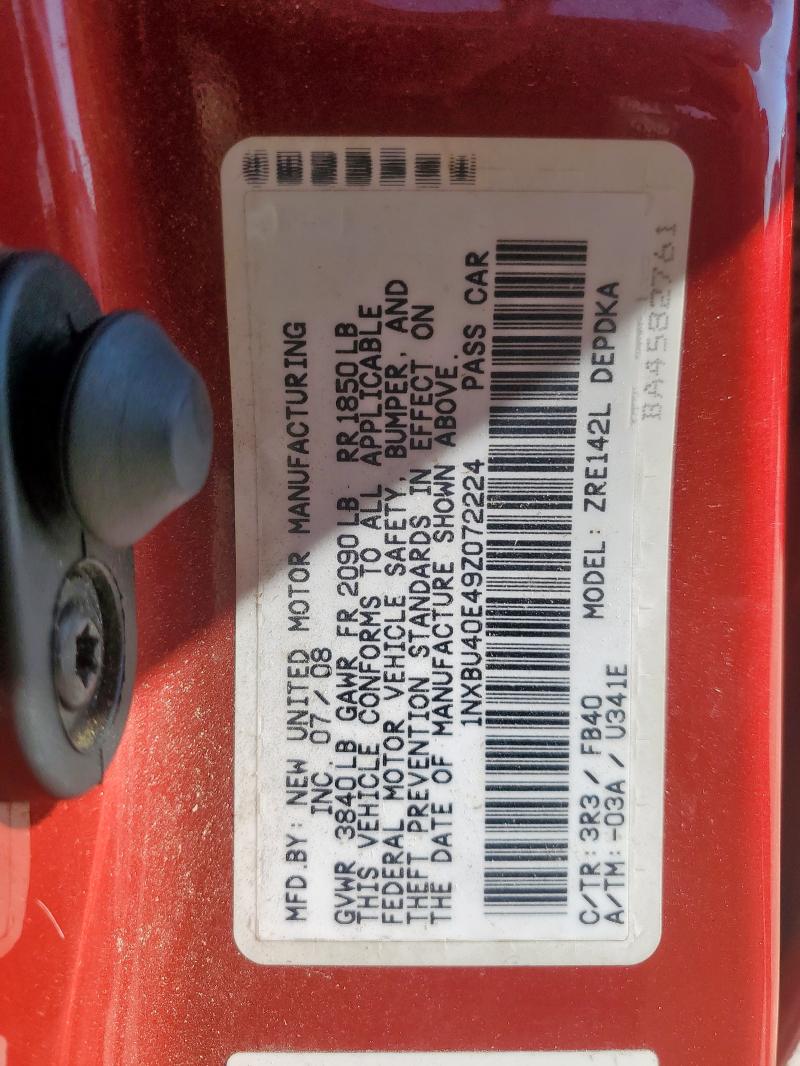 MFD.BY: NEW UNITED MOTOR MANUFACTURING
INC. 07/08
GVWR 3840LB GAWR FR 2090LB RR1850LB
THIS VEHICLE CONFORMS TO ALL APPLICABLE
FEDERAL MOTOR VEHICLE SAFETY, BUMPER, AND
THEFT PREVENTION STANDARDS IN EFFECT ON
THE DATE OF MANUFACTURE SHOWN ABOVE.
1NXBU40E49Z072224 PASS CAR
C/TR: 3R3 / FB40 MODEL: ZRE142L DEPDKA
A/TM: -03A / U341E
BA4582761